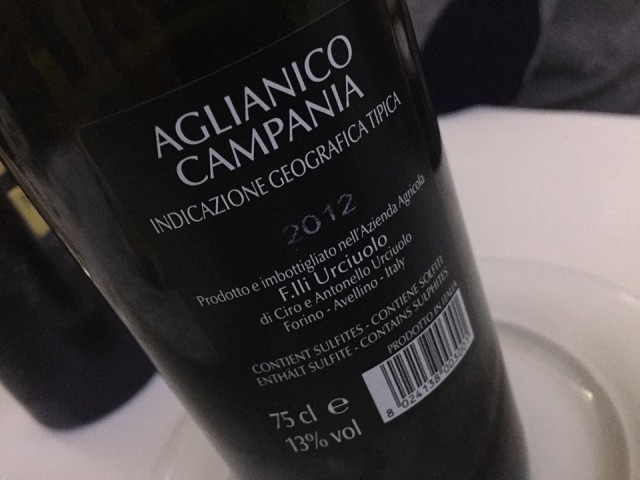 AGLIANICO
CAMPANIA
INDICAZIONE GEOGRAFICA TIPICA
2012
Prodotto e imbottigliato nell'Azienda Agricola
F.lli Urciuolo
di Ciro e Antonello Urciuolo
Forino - Avellino - Italy
CONTIENT SULFITES - CONTIENE SOLFITI
ENTHÄLT SULFITE - CONTAINS SULPHITES
PRODOTTO IN ITALIA
75 cl e
13% vol